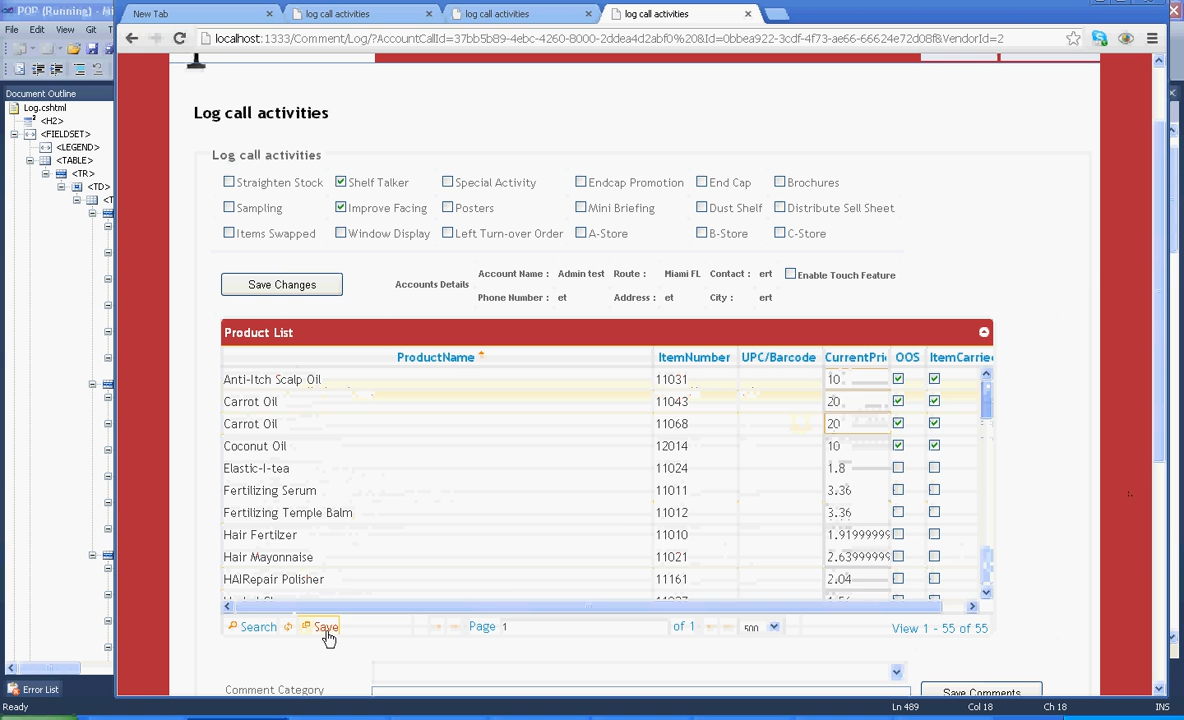 POP (Running) - Mi
New Tab
log call activities
log call activities
log call activities
File Edit View Git
localhost:1333/Comment/Log/?AccountCallId=37bb5b89-4ebc-4260-8000-2ddea4d2abf0%20&Id=0bbea922-3cdf-4f73-ae66-66624e72d08f&VendorId=2
Document Outline
Log.cshtml
<H2>
<FIELDSET>
<LEGEND>
<TABLE>
<TR>
<TD>
<T
Log call activities
Log call activities
Straighten Stock Shelf Talker Special Activity Endcap Promotion End Cap Brochures
Sampling Improve Facing Posters Mini Briefing Dust Shelf Distribute Sell Sheet
Items Swapped Window Display Left Turn-over Order A-Store B-Store C-Store
Save Changes
Accounts Details
Account Name : Admin test Route : Miami FL Contact : ert Enable Touch Feature
Phone Number : et Address : et City : ert
Product List
ProductName ItemNumber UPC/Barcode CurrentPri OOS ItemCarried
Anti-Itch Scalp Oil 11031 10
Carrot Oil 11043 20
Carrot Oil 11068 20
Coconut Oil 12014 10
Elastic-I-tea 11024 1.8
Fertilizing Serum 11011 3.36
Fertilizing Temple Balm 11012 3.36
Hair Fertilzer 11010 1.91999999
Hair Mayonnaise 11021 2.63999999
HAIRepair Polisher 11161 2.04
Search Save Page 1 of 1 500 View 1 - 55 of 55
Comment Category
Save Comments
Error List
Ready Ln 489 Col 18 Ch 18 INS